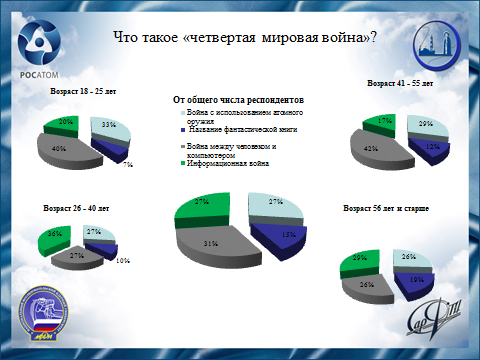 Что такое «четвертая мировая война»?
РОСАТОМ
Возраст 18 - 25 лет
20%
33%
40%
7%
Возраст 41 - 55 лет
17%
29%
42%
12%
От общего числа респондентов
Война с использованием атомного
оружия
Название фантастической книги
Война между человеком и
компьютером
Информационная война
27%
27%
31%
15%
Возраст 26 - 40 лет
36%
27%
27%
10%
Возраст 56 лет и старше
29%
26%
26%
19%